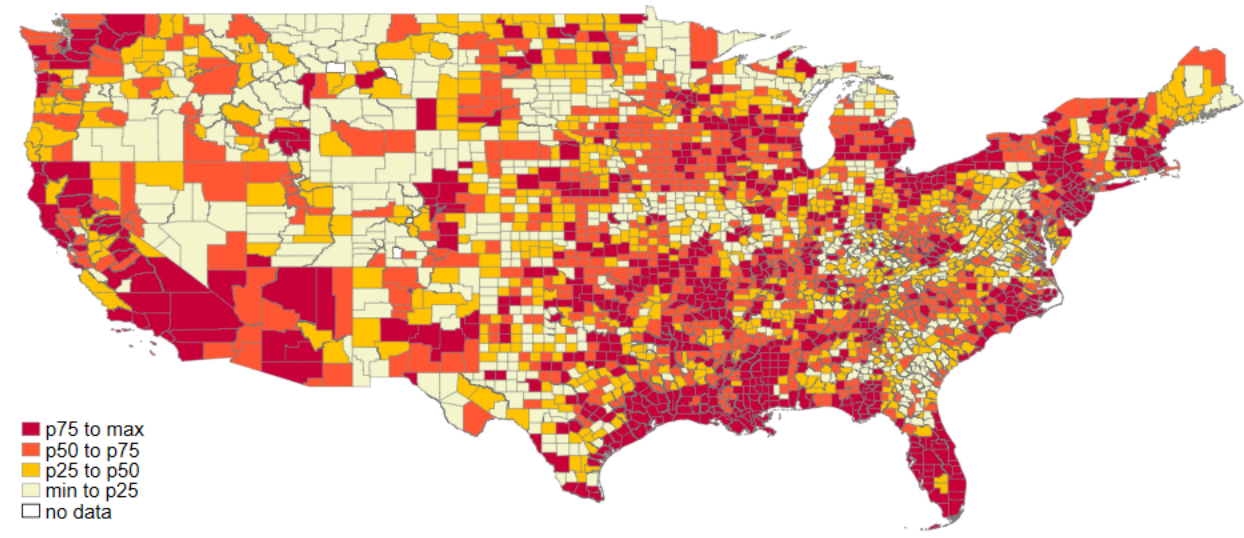 p75 to max
p50 to p75
p25 to p50
min to p25
no data